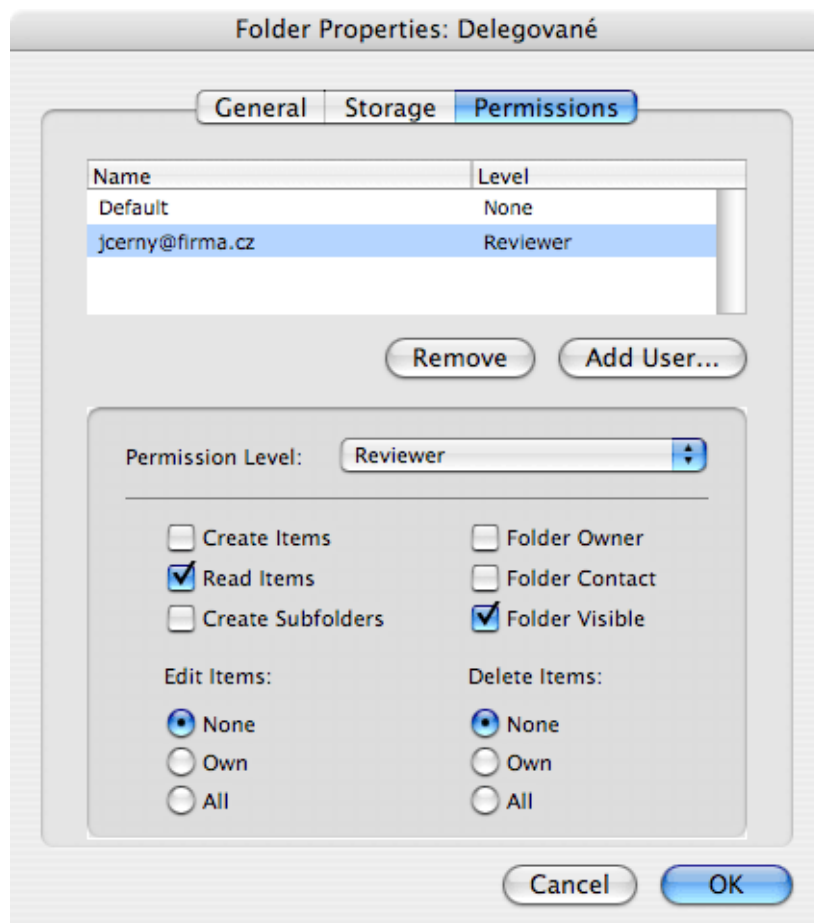 Folder Properties: Delegované
General Storage Permissions
Name Level
Default None
jcerny@firma.cz Reviewer
Remove Add User...
Permission Level: Reviewer
Create Items Folder Owner
Read Items Folder Contact
Create Subfolders Folder Visible
Edit Items: Delete Items:
None None
Own Own
All All
Cancel OK